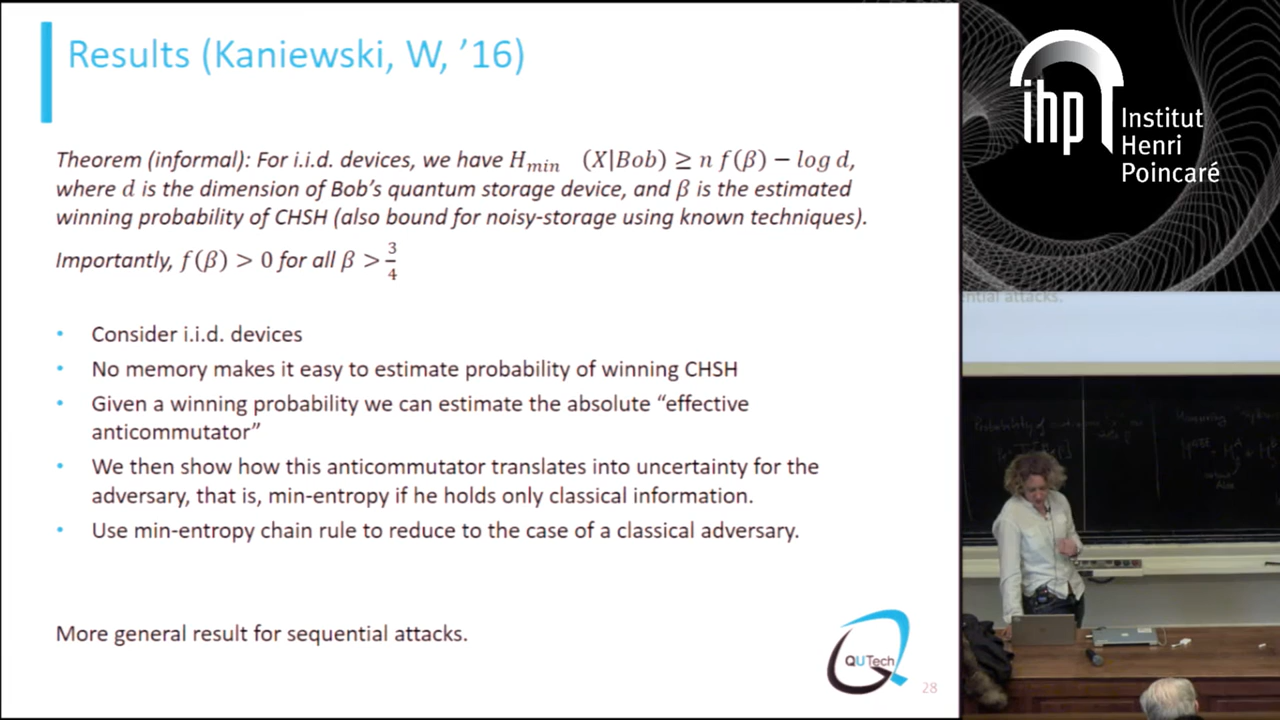 Results (Kaniewski, W, ’16)
Theorem (informal): For i.i.d. devices, we have H_min (X|Bob) ≥ n f(β) − log d,
where d is the dimension of Bob’s quantum storage device, and β is the estimated
winning probability of CHSH (also bound for noisy-storage using known techniques).
Importantly, f(β) > 0 for all β > 3/4
• Consider i.i.d. devices
• No memory makes it easy to estimate probability of winning CHSH
• Given a winning probability we can estimate the absolute “effective
anticommutator”
• We then show how this anticommutator translates into uncertainty for the
adversary, that is, min-entropy if he holds only classical information.
• Use min-entropy chain rule to reduce to the case of a classical adversary.
More general result for sequential attacks.
QUTech
28
ihp
Institut
Henri
Poincaré
ntial attacks.
Probability of